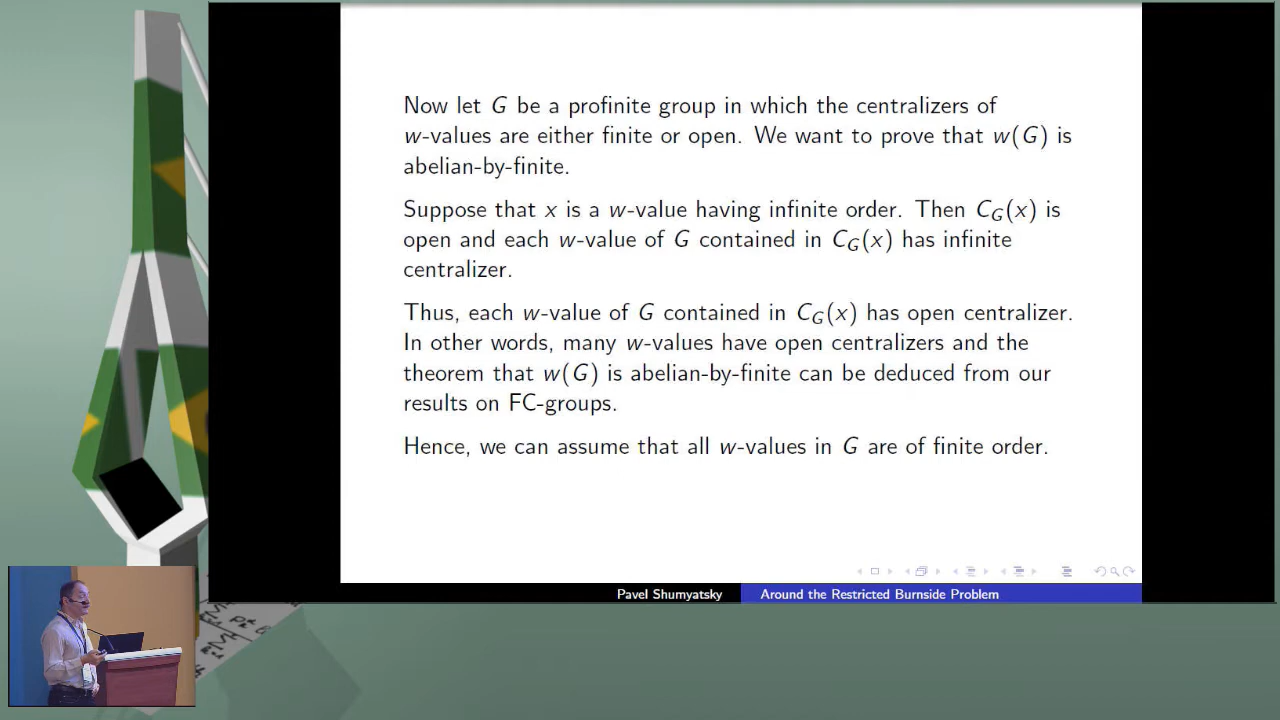 Now let G be a profinite group in which the centralizers of
w-values are either finite or open. We want to prove that w(G) is
abelian-by-finite.
Suppose that x is a w-value having infinite order. Then C_G(x) is
open and each w-value of G contained in C_G(x) has infinite
centralizer.
Thus, each w-value of G contained in C_G(x) has open centralizer.
In other words, many w-values have open centralizers and the
theorem that w(G) is abelian-by-finite can be deduced from our
results on FC-groups.
Hence, we can assume that all w-values in G are of finite order.
Pavel Shumyatsky
Around the Restricted Burnside Problem